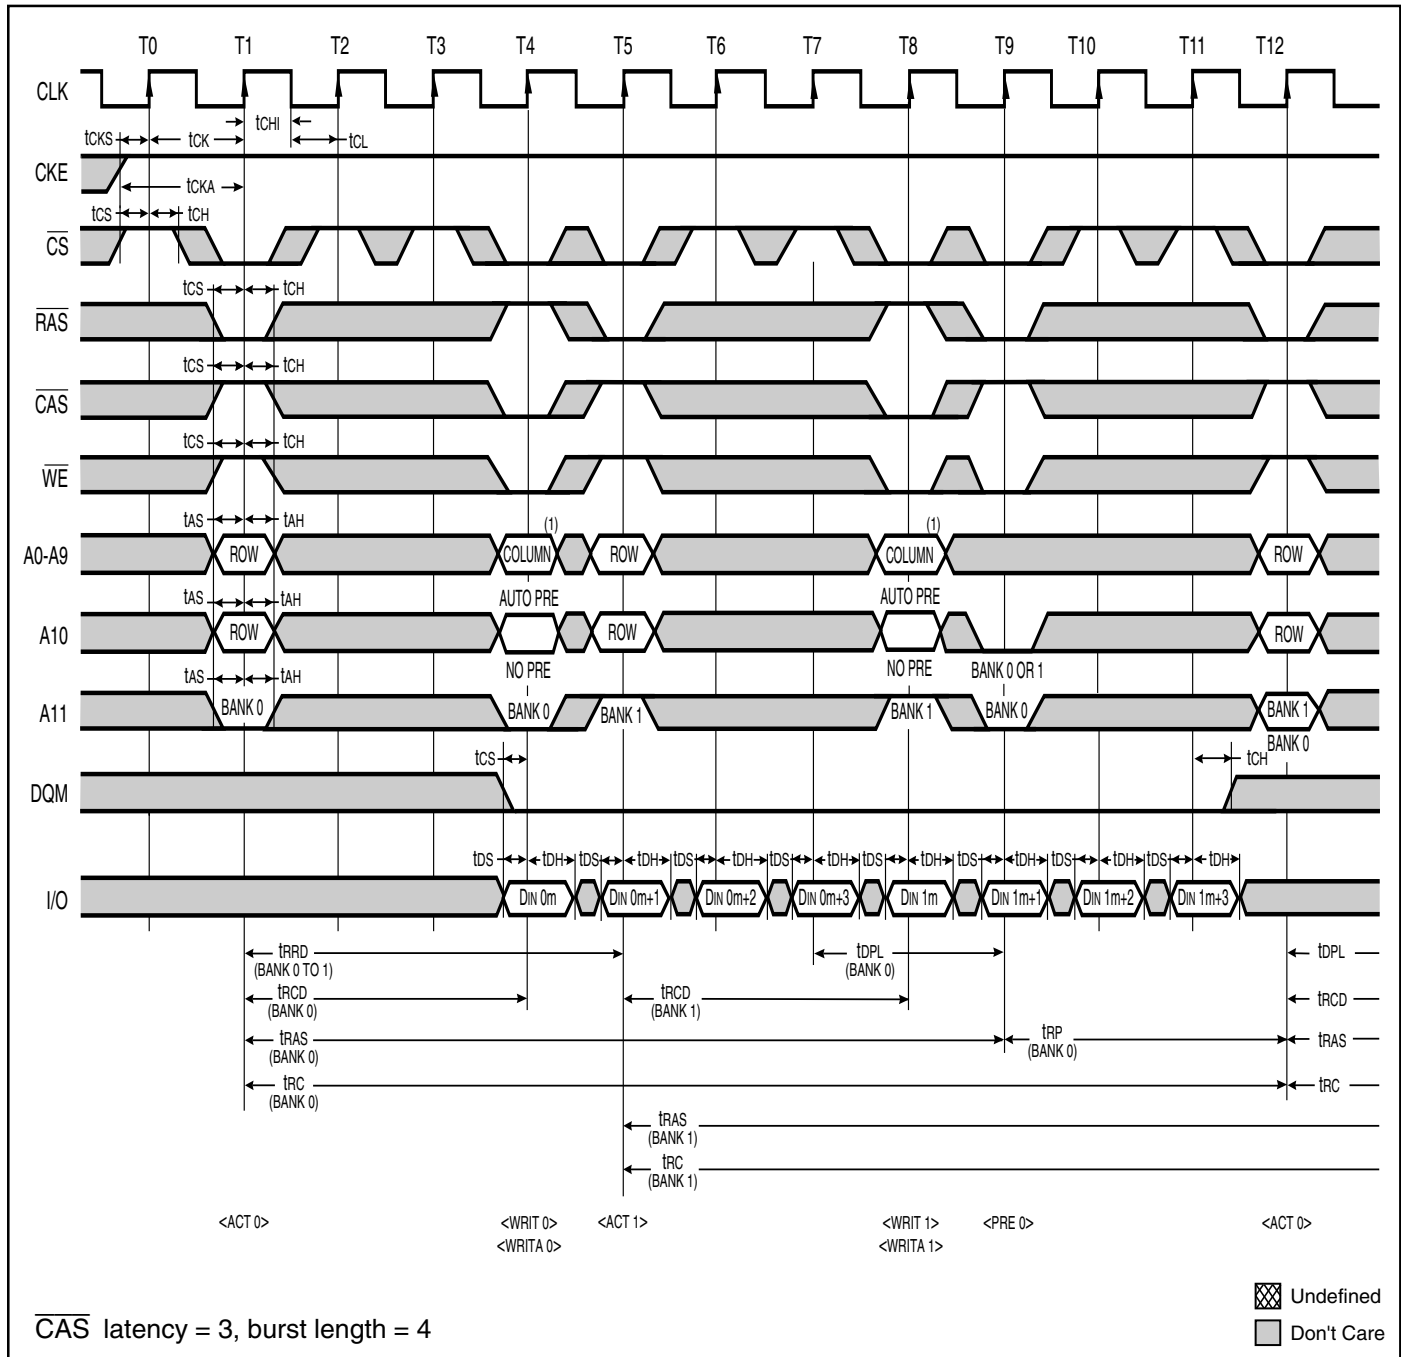 T0 T1 T2 T3 T4 T5 T6 T7 T8 T9 T10 T11 T12
CLK
tCHI
tCKS tCK tCL
CKE
tCKA
tCS tCH
CS
tCS tCH
RAS
tCS tCH
CAS
tCS tCH
WE
tAS tAH (1) (1)
A0-A9 ROW COLUMN ROW COLUMN ROW
tAS tAH AUTO PRE AUTO PRE
A10 ROW ROW ROW
tAS tAH NO PRE NO PRE BANK 0 OR 1
A11 BANK 0 BANK 0 BANK 1 BANK 1 BANK 0 BANK 1
BANK 0
tCS tCH
DQM
tDS tDH tDS tDH tDS tDH tDS tDH tDS tDH tDS tDH tDS tDH tDS tDH
I/O DIN 0m DIN 0m+1 DIN 0m+2 DIN 0m+3 DIN 1m DIN 1m+1 DIN 1m+2 DIN 1m+3
tRRD tDPL tDPL
(BANK 0 TO 1) (BANK 0)
tRCD tRCD tRCD
(BANK 0) (BANK 1)
tRAS tRP tRAS
(BANK 0) (BANK 0)
tRC tRC
(BANK 0)
tRAS
(BANK 1)
tRC
(BANK 1)
<ACT 0> <WRIT 0> <ACT 1> <WRIT 1> <PRE 0> <ACT 0>
<WRITA 0> <WRITA 1>
Undefined
CAS latency = 3, burst length = 4
Don't Care